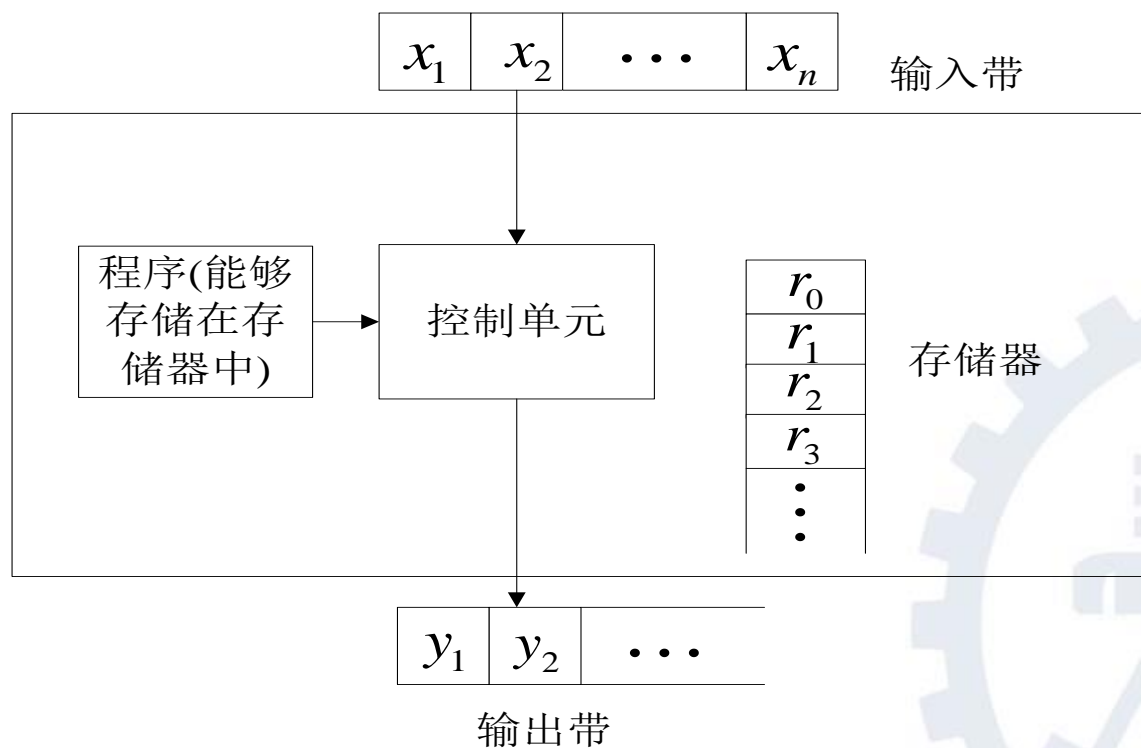 x₁ x₂ ··· xₙ
输入带
程序(能够
存储在存
储器中)
控制单元
r₀
r₁
r₂
r₃
⋮
存储器
y₁ y₂ ···
输出带